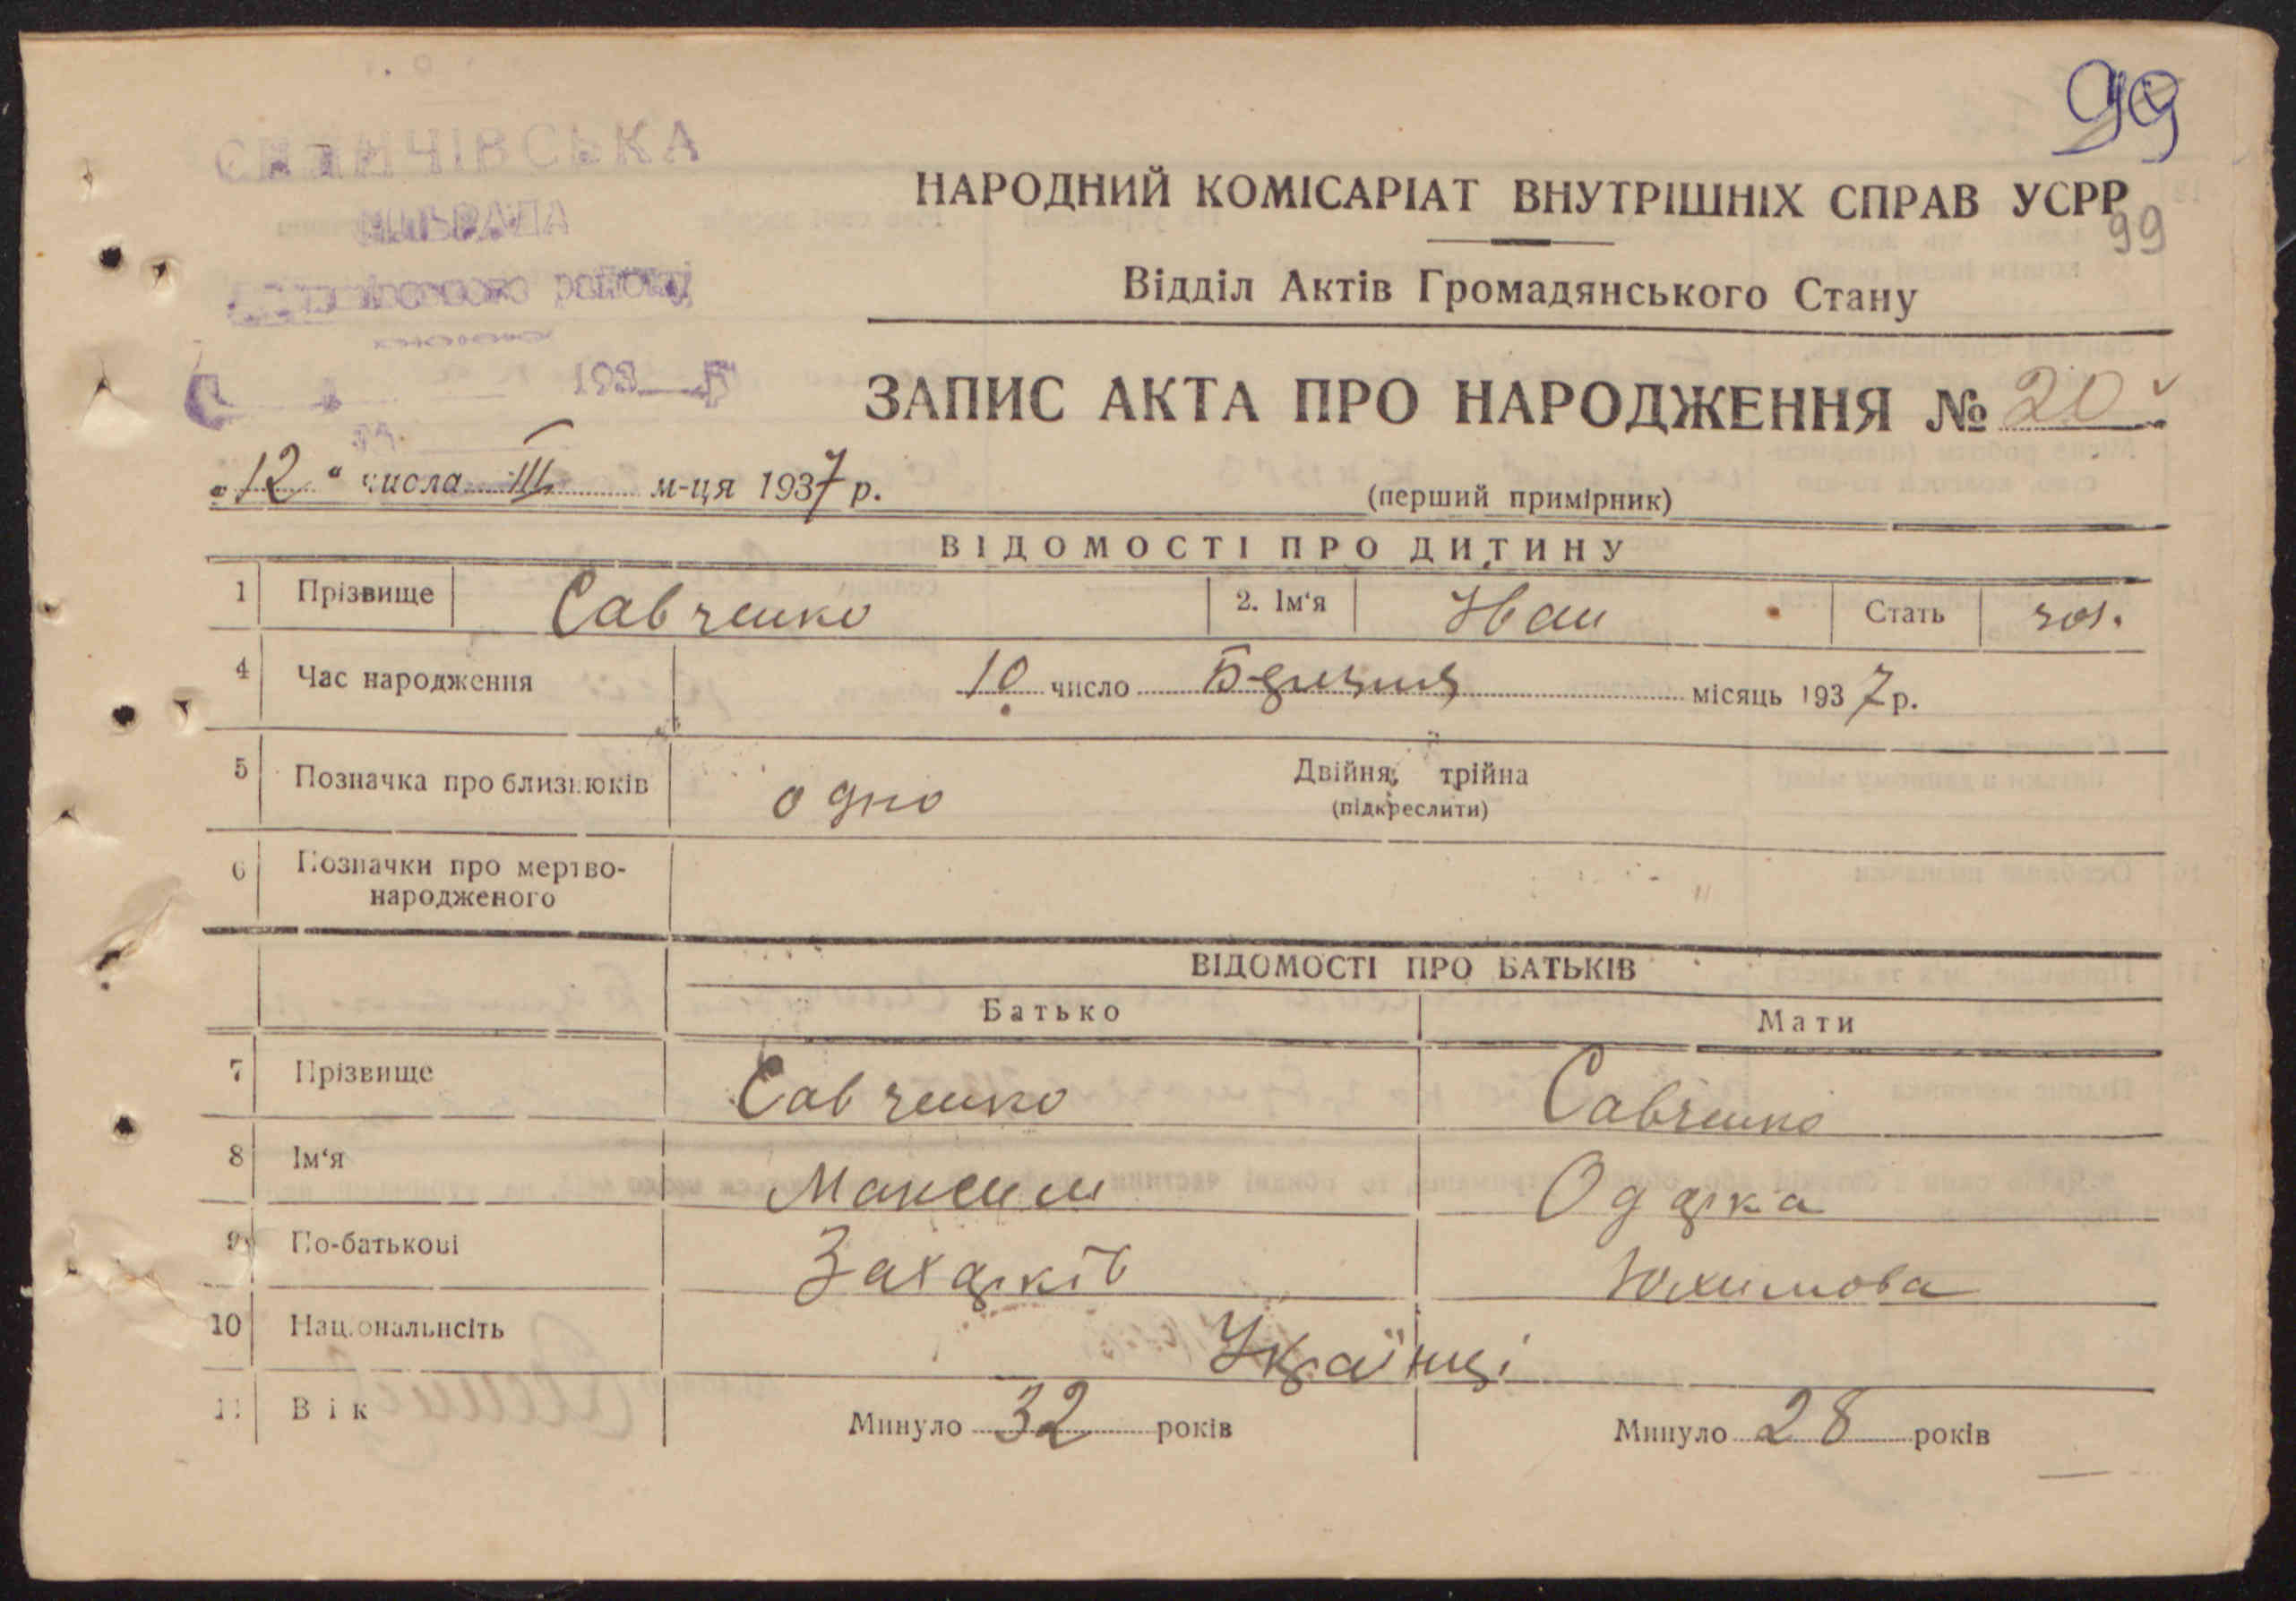 99
НАРОДНИЙ КОМІСАРІАТ ВНУТРІШНІХ СПРАВ УСРР
99
Відділ Актів Громадянського Стану
193
ЗАПИС АКТА ПРО НАРОДЖЕННЯ № 20
„12“ числа III м-ця 1937 р.
(перший примірник)
ВІДОМОСТІ ПРО ДИТИНУ
1 Прізвище Савченко 2. Ім‘я Іван Стать чол.
4 Час народження 10 число Березня місяць 1937 р.
5 Позначка про близнюків одно Двійня, трійна
(підкреслити)
6 Позначки про мертво-
народженого
ВІДОМОСТІ ПРО БАТЬКІВ
Батько Мати
7 Прізвище Савченко Савченко
8 Ім‘я Максим Одарка
9 По-батькові Захарків Юхимова
10 Національнсіть Українці
11 Вік Минуло 32 років Минуло 28 років